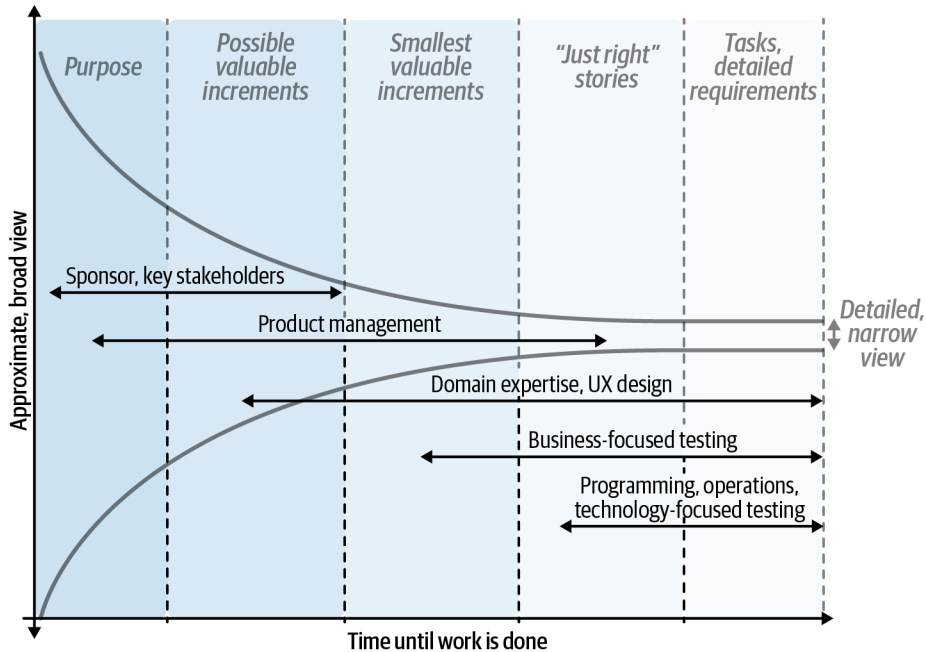 Purpose
Possible
valuable
increments
Smallest
valuable
increments
“Just right”
stories
Tasks,
detailed
requirements
Approximate, broad view
Sponsor, key stakeholders
Product management
Detailed,
narrow
view
Domain expertise, UX design
Business-focused testing
Programming, operations,
technology-focused testing
Time until work is done